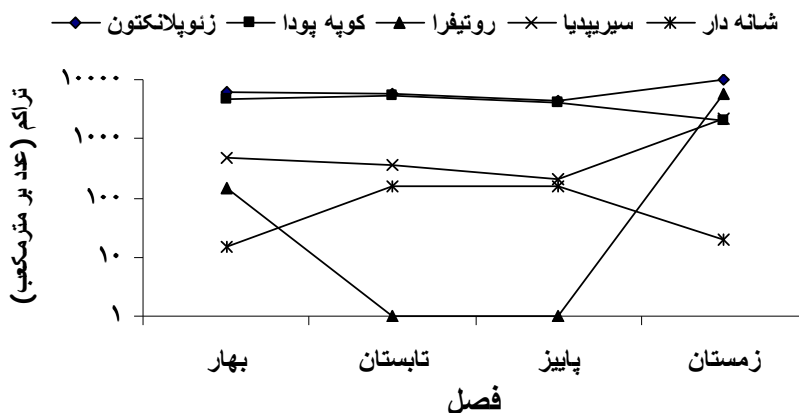 زئوپلانکتون کوپه پودا روتیفرا سیریپدیا شانه دار
تراکم (عدد بر مترمکعب)
۱۰۰۰۰
۱۰۰۰
۱۰۰
۱۰
۱
بهار تابستان پاییز زمستان
فصل